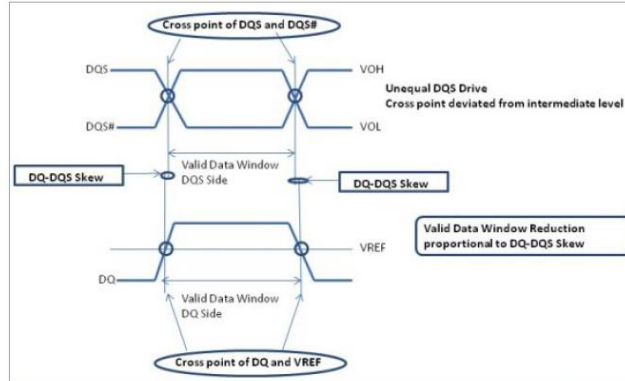 Cross point of DQS and DQS#
DQS
VOH
Unequal DQS Drive
Cross point deviated from intermediate level
DQS#
VOL
Valid Data Window
DQS Side
DQ-DQS Skew
DQ-DQS Skew
Valid Data Window Reduction
proportional to DQ-DQS Skew
VREF
DQ
Valid Data Window
DQ Side
Cross point of DQ and VREF